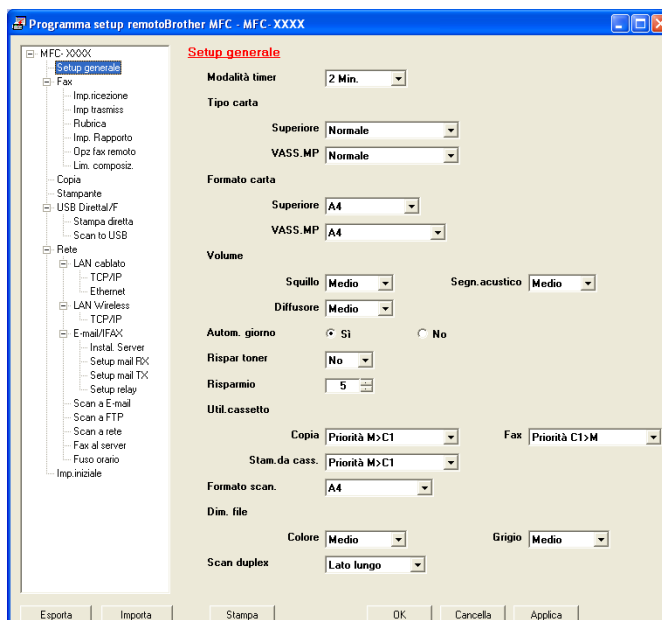 Programma setup remotoBrother MFC - MFC-XXXX
MFC-XXXX
Setup generale
Fax
Imp.ricezione
Imp trasmiss
Rubrica
Imp. Rapporto
Opz fax remoto
Lim. composiz.
Copia
Stampante
USB Direttal/F
Stampa diretta
Scan to USB
Rete
LAN cablato
TCP/IP
Ethernet
LAN Wireless
TCP/IP
E-mail/IFAX
Instal. Server
Setup mail RX
Setup mail TX
Setup relay
Scan a E-mail
Scan a FTP
Scan a rete
Fax al server
Fuso orario
Imp.iniziale
Setup generale
Modalità timer 2 Min.
Tipo carta
Superiore Normale
VASS.MP Normale
Formato carta
Superiore A4
VASS.MP A4
Volume
Squillo Medio Segn.acustico Medio
Diffusore Medio
Autom. giorno Sì No
Rispar toner No
Risparmio 5
Util.cassetto
Copia Priorità M>C1 Fax Priorità C1>M
Stam.da cass. Priorità M>C1
Formato scan. A4
Dim. file
Colore Medio Grigio Medio
Scan duplex Lato lungo
Esporta Importa Stampa OK Cancella Applica